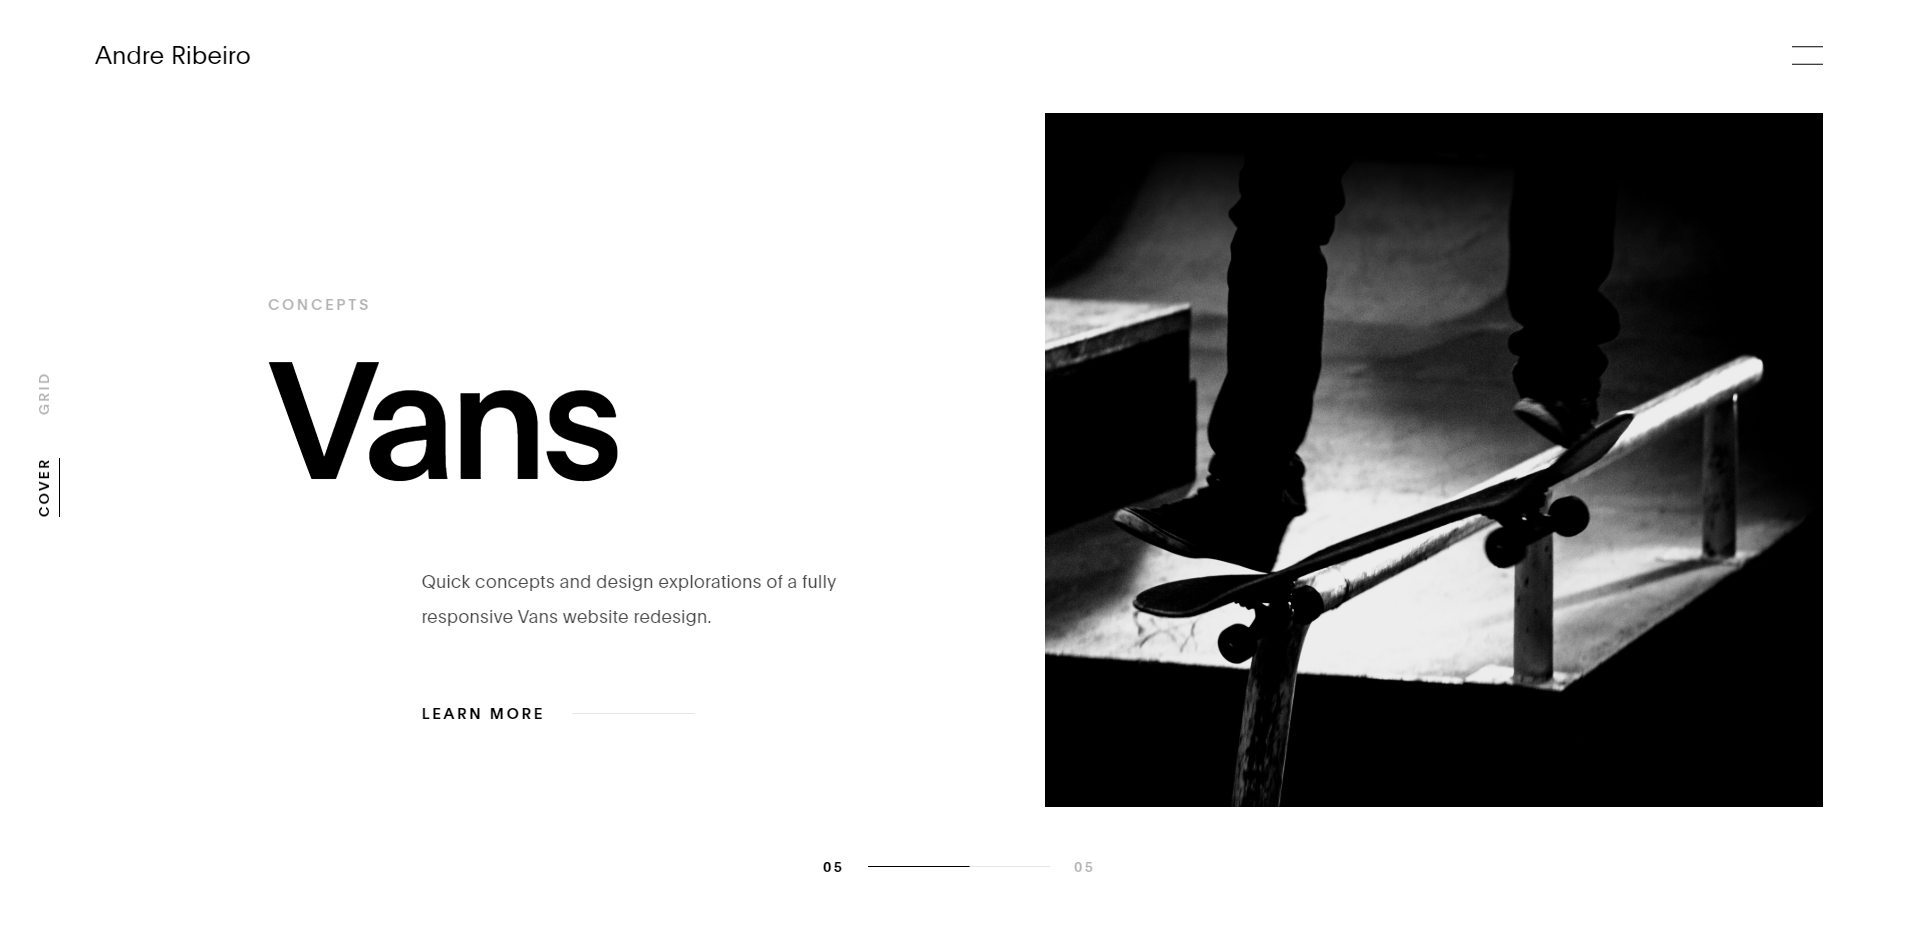 Andre Ribeiro
CONCEPTS
Vans
GRID
COVER
Quick concepts and design explorations of a fully
responsive Vans website redesign.
LEARN MORE
05
05